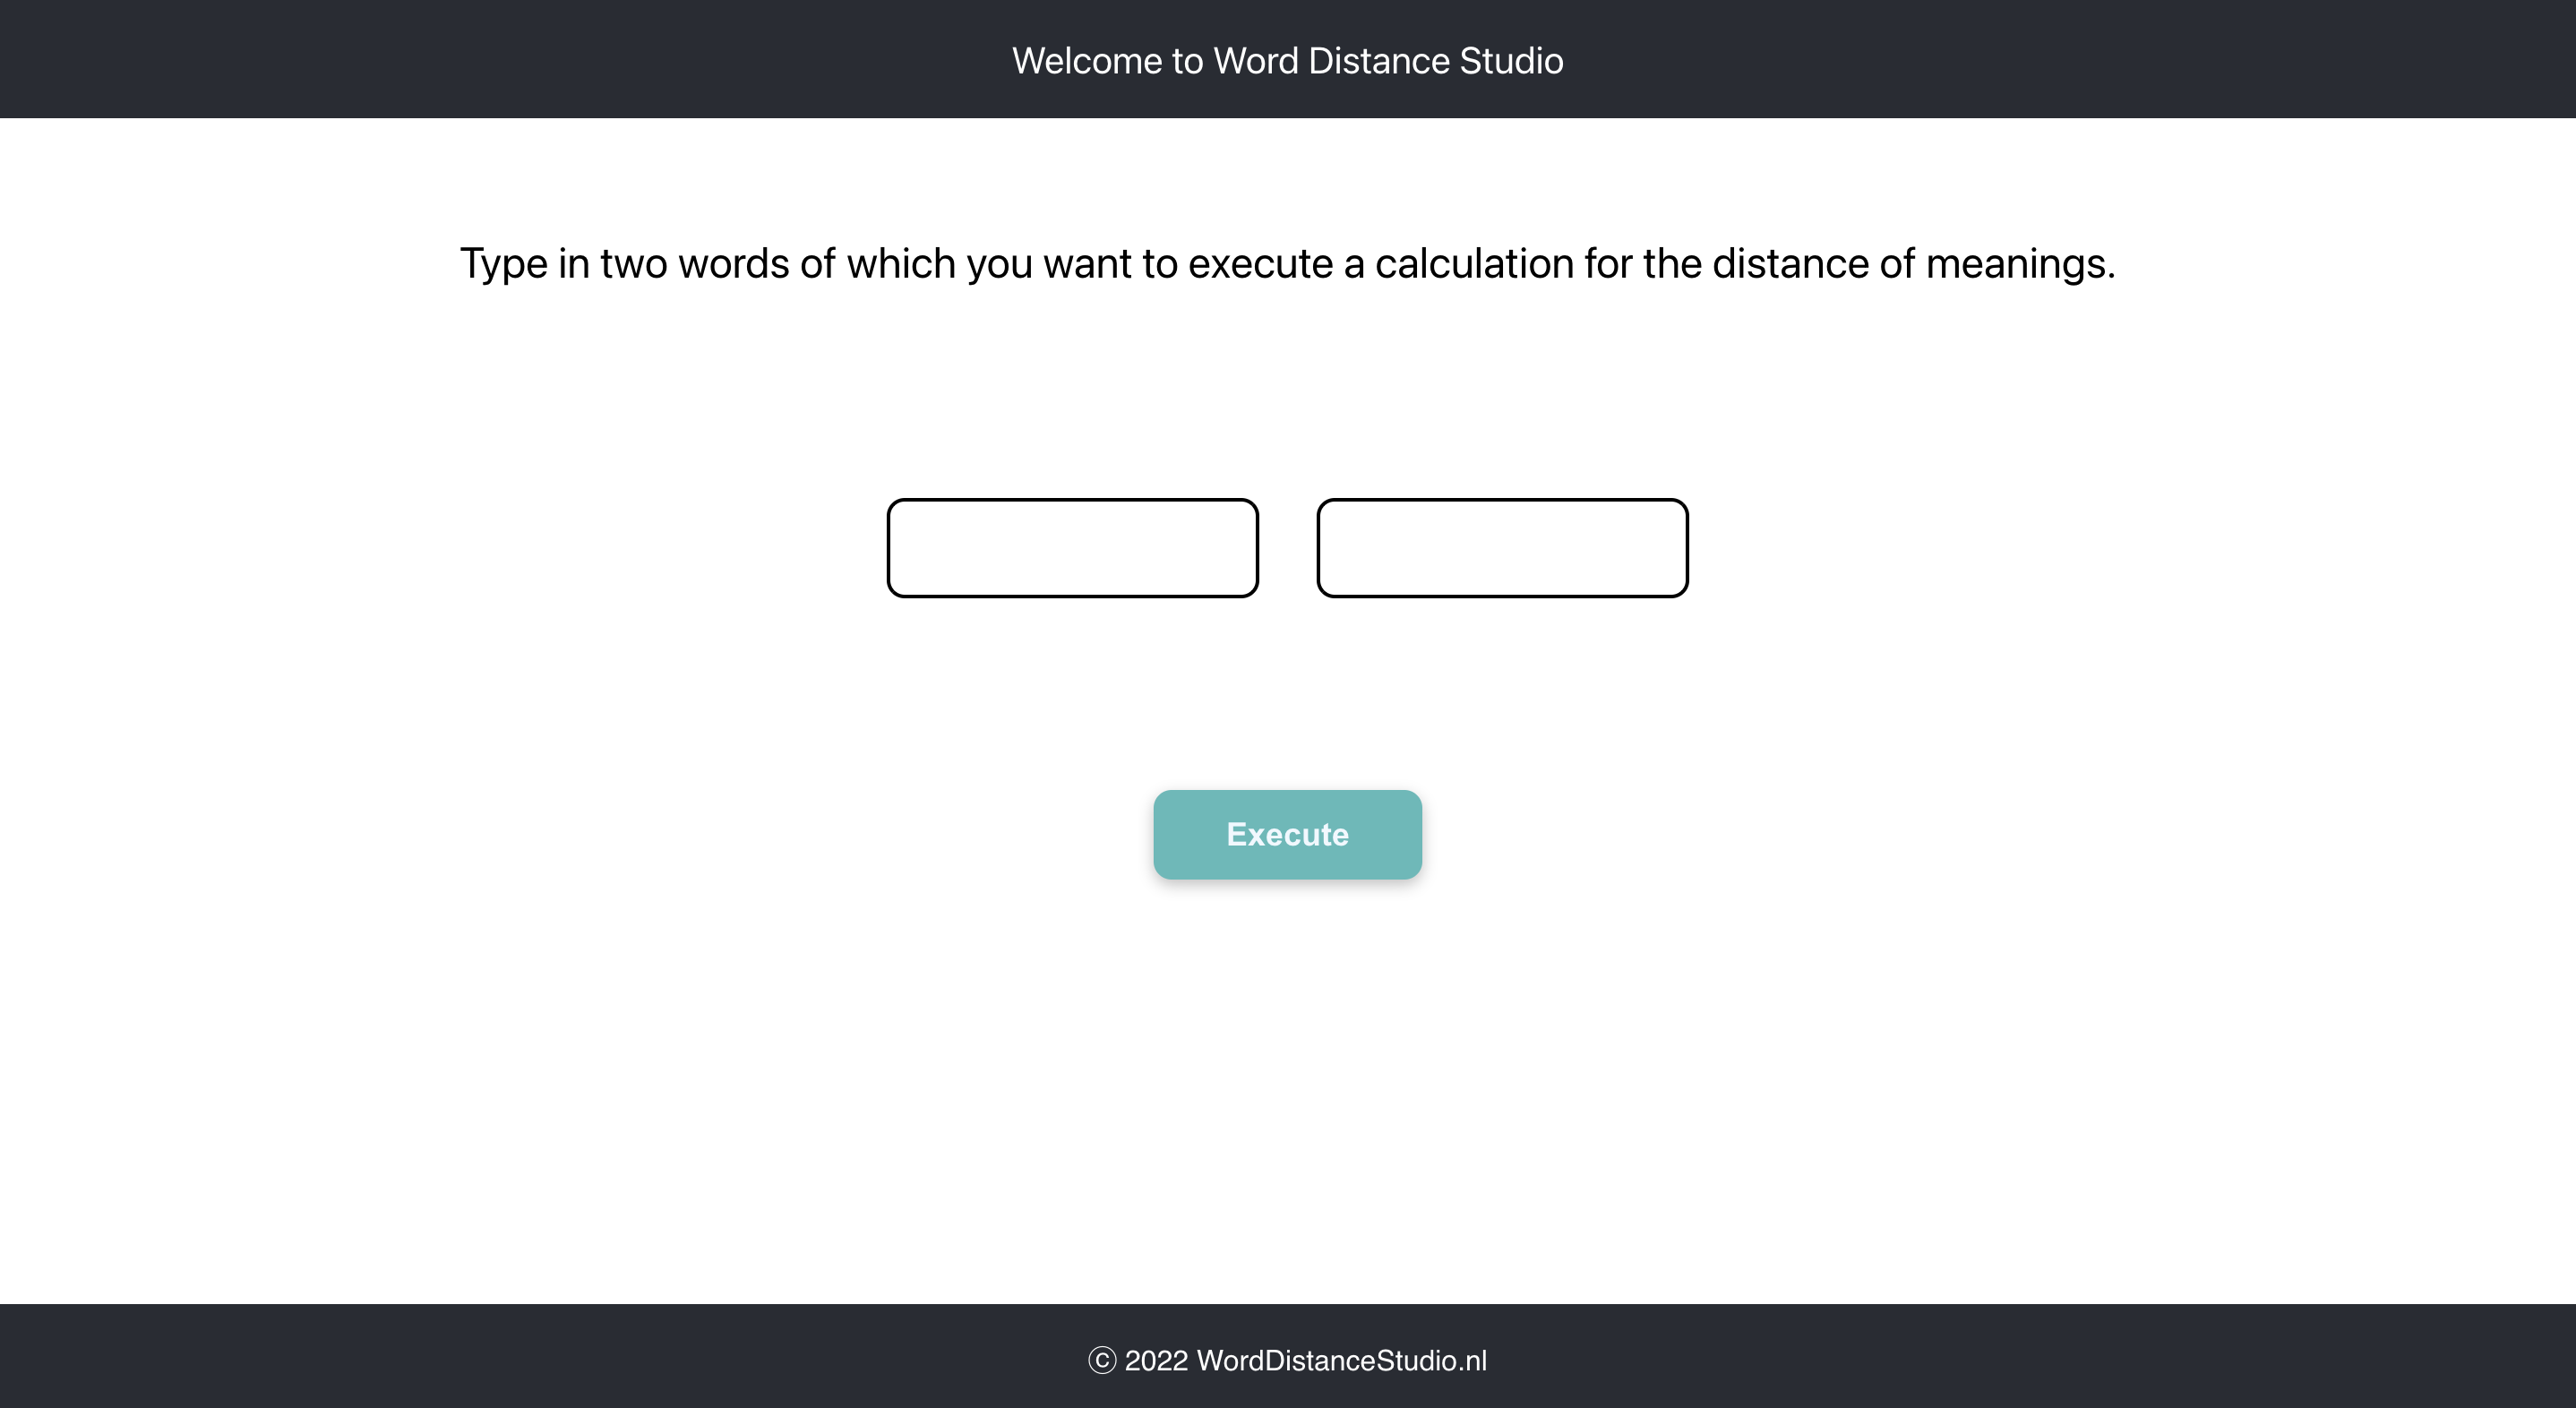 Welcome to Word Distance Studio
Type in two words of which you want to execute a calculation for the distance of meanings.
Execute
ⓒ 2022 WordDistanceStudio.nl